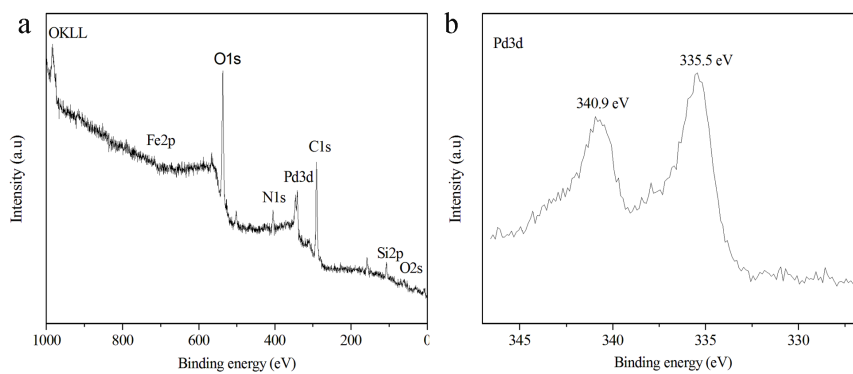 a
OKLL
O1s
Fe2p
C1s
Pd3d
N1s
Si2p
O2s
Intensity (a.u)
1000
800
600
400
200
0
Binding energy (eV)
b
Pd3d
335.5 eV
340.9 eV
Intensity (a.u)
345
340
335
330
Binding energy (eV)